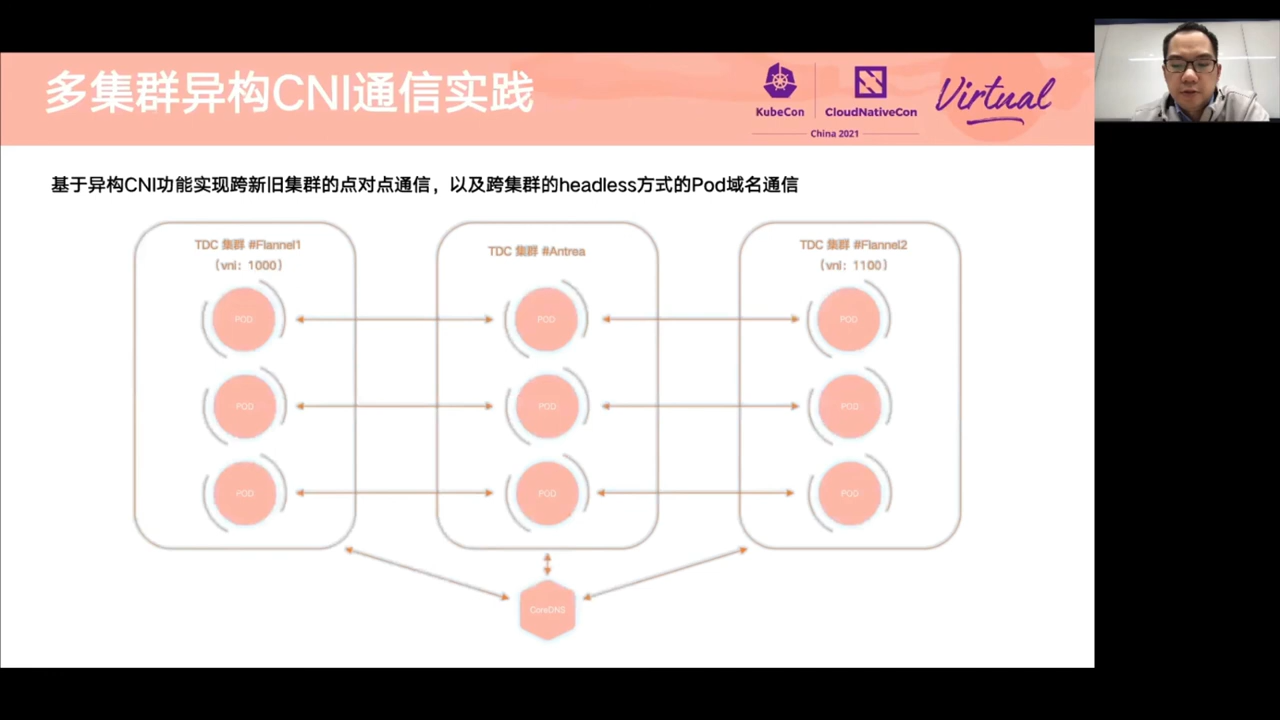 多集群异构CNI通信实践
KubeCon
CloudNativeCon
China 2021
Virtual
基于异构CNI功能实现跨新旧集群的点对点通信，以及跨集群的headless方式的Pod域名通信
TDC 集群 #Flannel1
（vni：1000）
TDC 集群 #Antrea
TDC 集群 #Flannel2
（vni：1100）
POD
POD
POD
POD
POD
POD
POD
POD
POD
CoreDNS